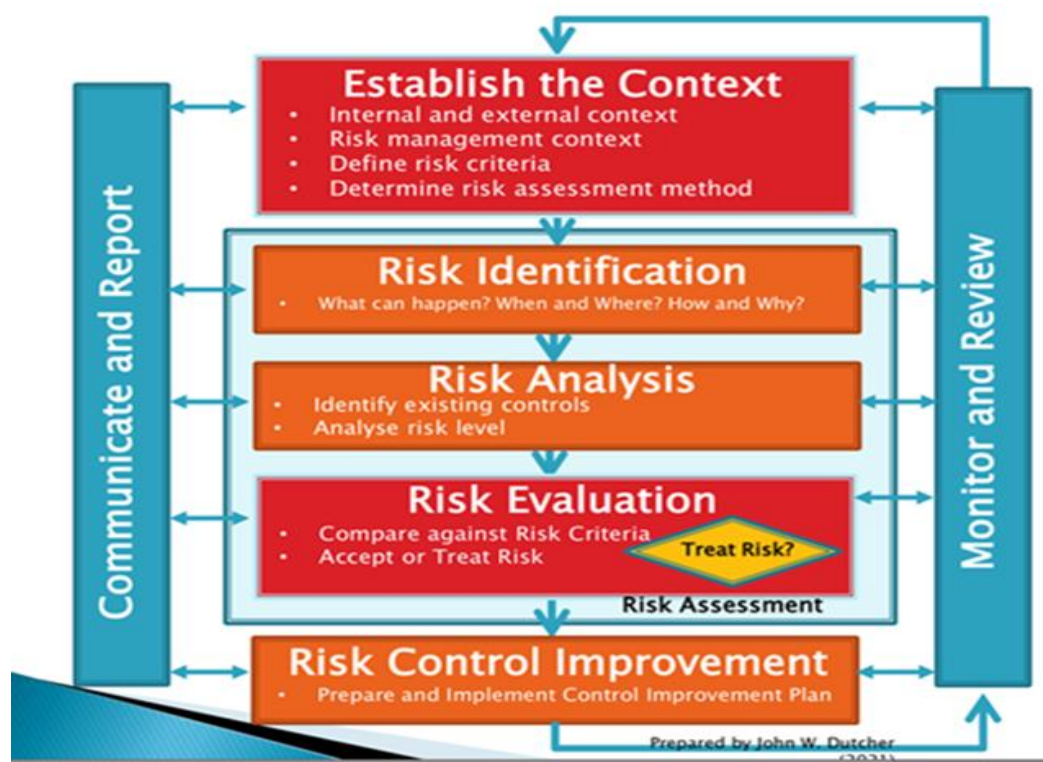 Establish the Context
• Internal and external context
• Risk management context
• Define risk criteria
• Determine risk assessment method
Communicate and Report
Risk Identification
• What can happen? When and Where? How and Why?
Risk Analysis
• Identify existing controls
• Analyse risk level
Risk Evaluation
• Compare against Risk Criteria
• Accept or Treat Risk
Treat Risk?
Risk Assessment
Risk Control Improvement
• Prepare and Implement Control Improvement Plan
Monitor and Review
Prepared by John W. Dutcher